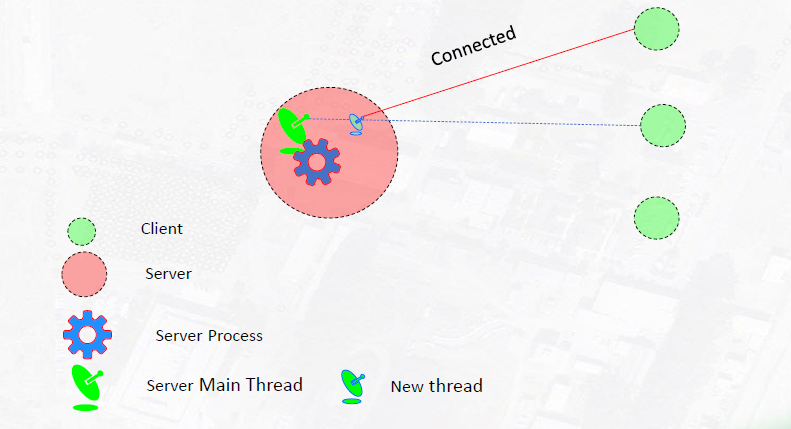 Connected
Client
Server
Server Process
Server Main Thread
New thread